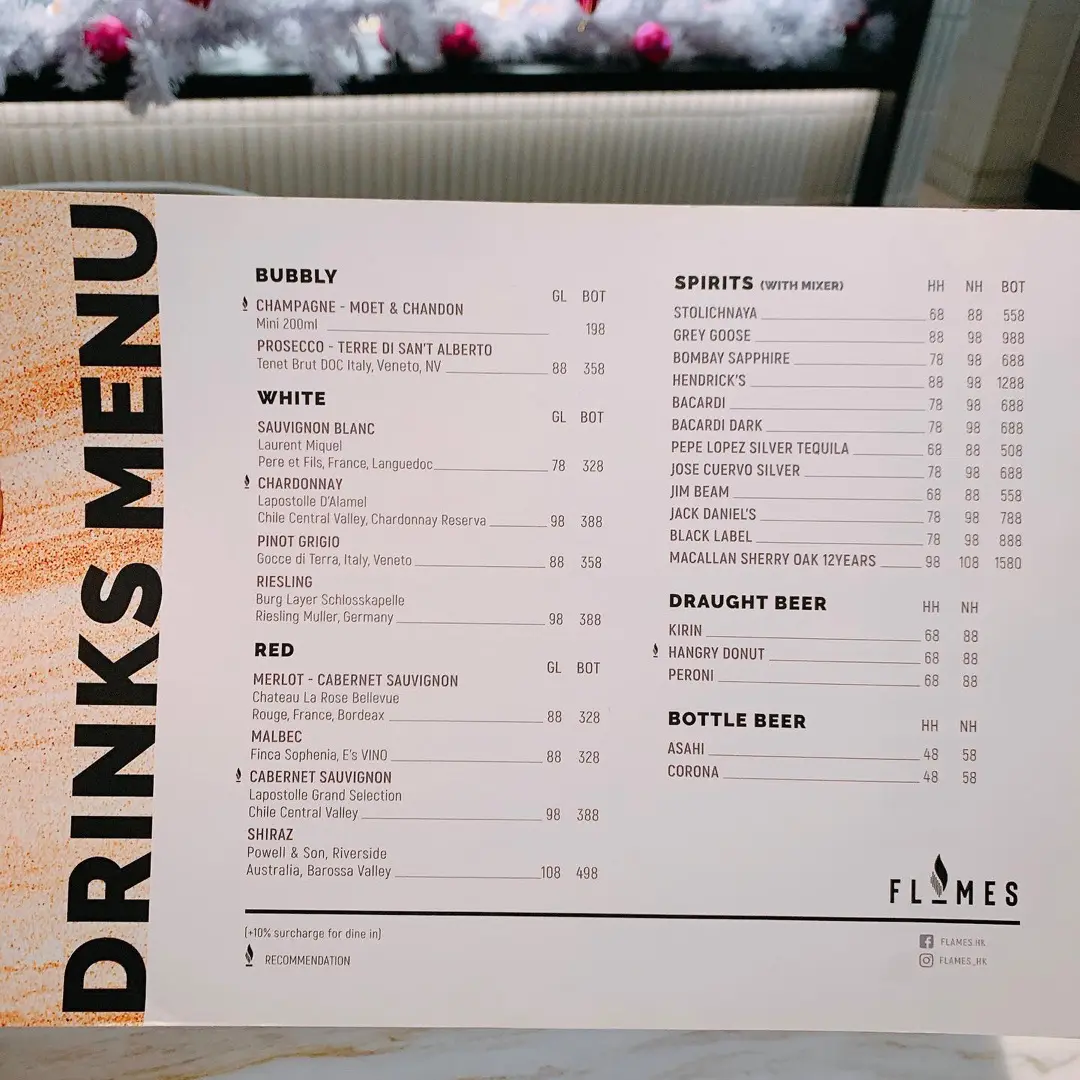 DRINKS MENU
BUBBLY
GL BOT
CHAMPAGNE - MOET & CHANDON
Mini 200ml 198
PROSECCO - TERRE DI SAN'T ALBERTO
Tenet Brut DOC Italy, Veneto, NV 88 358
WHITE
GL BOT
SAUVIGNON BLANC
Laurent Miquel
Pere et Fils, France, Languedoc 78 328
CHARDONNAY
Lapostolle D'Alamel
Chile Central Valley, Chardonnay Reserva 98 388
PINOT GRIGIO
Gocce di Terra, Italy, Veneto 88 358
RIESLING
Burg Layer Schlosskapelle
Riesling Muller, Germany 98 388
RED
GL BOT
MERLOT - CABERNET SAUVIGNON
Chateau La Rose Bellevue
Rouge, France, Bordeax 88 328
MALBEC
Finca Sophenia, E's VINO 88 328
CABERNET SAUVIGNON
Lapostolle Grand Selection
Chile Central Valley 98 388
SHIRAZ
Powell & Son, Riverside
Australia, Barossa Valley 108 498
SPIRITS (WITH MIXER) HH NH BOT
STOLICHNAYA 68 88 558
GREY GOOSE 88 98 988
BOMBAY SAPPHIRE 78 98 688
HENDRICK'S 88 98 1288
BACARDI 78 98 688
BACARDI DARK 78 98 688
PEPE LOPEZ SILVER TEQUILA 68 88 508
JOSE CUERVO SILVER 78 98 688
JIM BEAM 68 88 558
JACK DANIEL'S 78 98 788
BLACK LABEL 78 98 888
MACALLAN SHERRY OAK 12YEARS 98 108 1580
DRAUGHT BEER HH NH
KIRIN 68 88
HANGRY DONUT 68 88
PERONI 68 88
BOTTLE BEER HH NH
ASAHI 48 58
CORONA 48 58
FLAMES
(+10% surcharge for dine in)
RECOMMENDATION
FLAMES.HK
FLAMES_HK